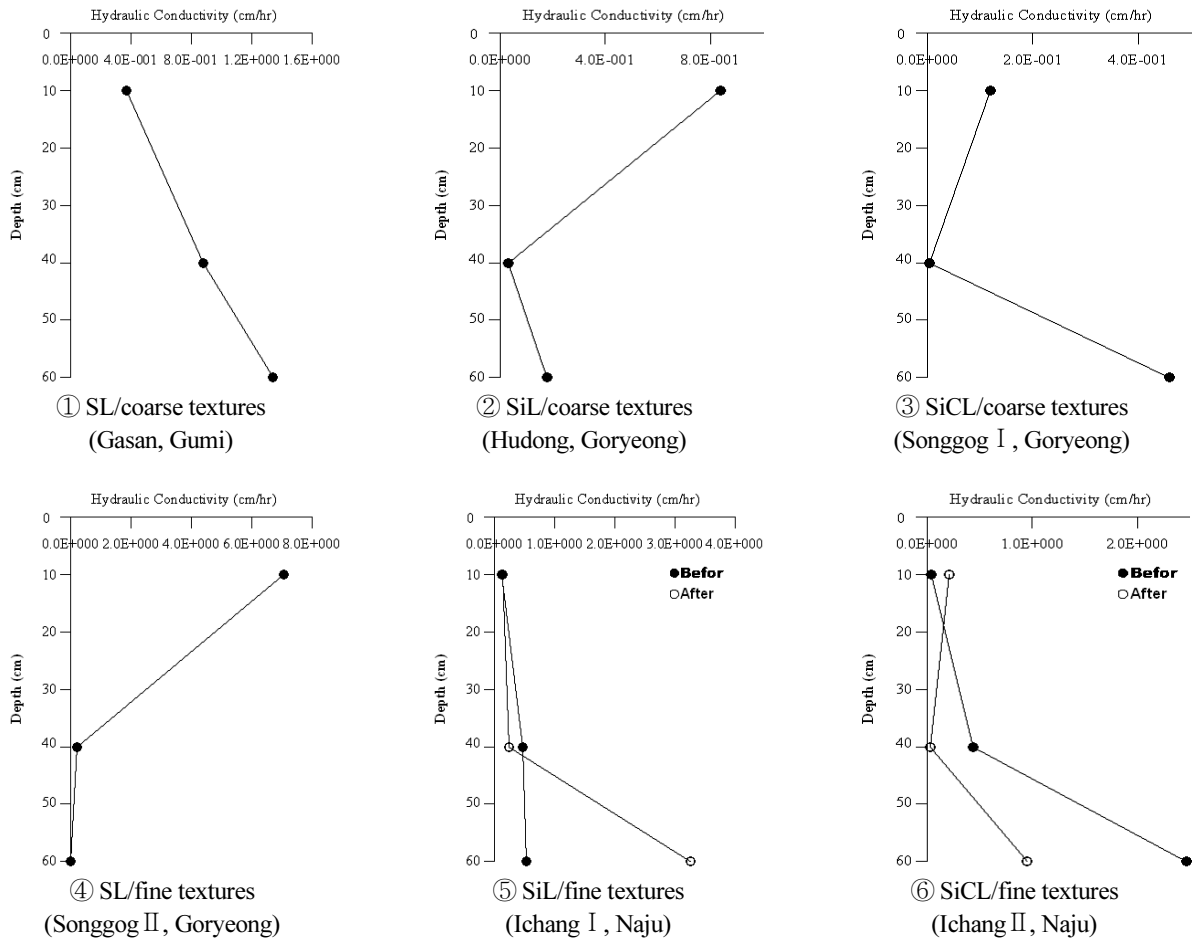 Hydraulic Conductivity (cm/hr)
0
0.0E+000 4.0E-001 8.0E-001 1.2E+000 1.6E+000
10
20
30
40
50
60
Depth (cm)
① SL/coarse textures
(Gasan, Gumi)
Hydraulic Conductivity (cm/hr)
0
0.0E+000 4.0E-001 8.0E-001
10
20
30
40
50
60
Depth (cm)
② SiL/coarse textures
(Hudong, Goryeong)
Hydraulic Conductivity (cm/hr)
0
0.0E+000 2.0E-001 4.0E-001
10
20
30
40
50
60
Depth (cm)
③ SiCL/coarse textures
(Songgog Ⅰ, Goryeong)
Hydraulic Conductivity (cm/hr)
0
0.0E+000 2.0E+000 4.0E+000 6.0E+000 8.0E+000
10
20
30
40
50
60
Depth (cm)
④ SL/fine textures
(Songgog Ⅱ, Goryeong)
Hydraulic Conductivity (cm/hr)
0
0.0E+000 1.0E+000 2.0E+000 3.0E+000 4.0E+000
Befor
After
10
20
30
40
50
60
Depth (cm)
⑤ SiL/fine textures
(Ichang Ⅰ, Naju)
Hydraulic Conductivity (cm/hr)
0
0.0E+000 1.0E+000 2.0E+000
Befor
After
10
20
30
40
50
60
Depth (cm)
⑥ SiCL/fine textures
(Ichang Ⅱ, Naju)